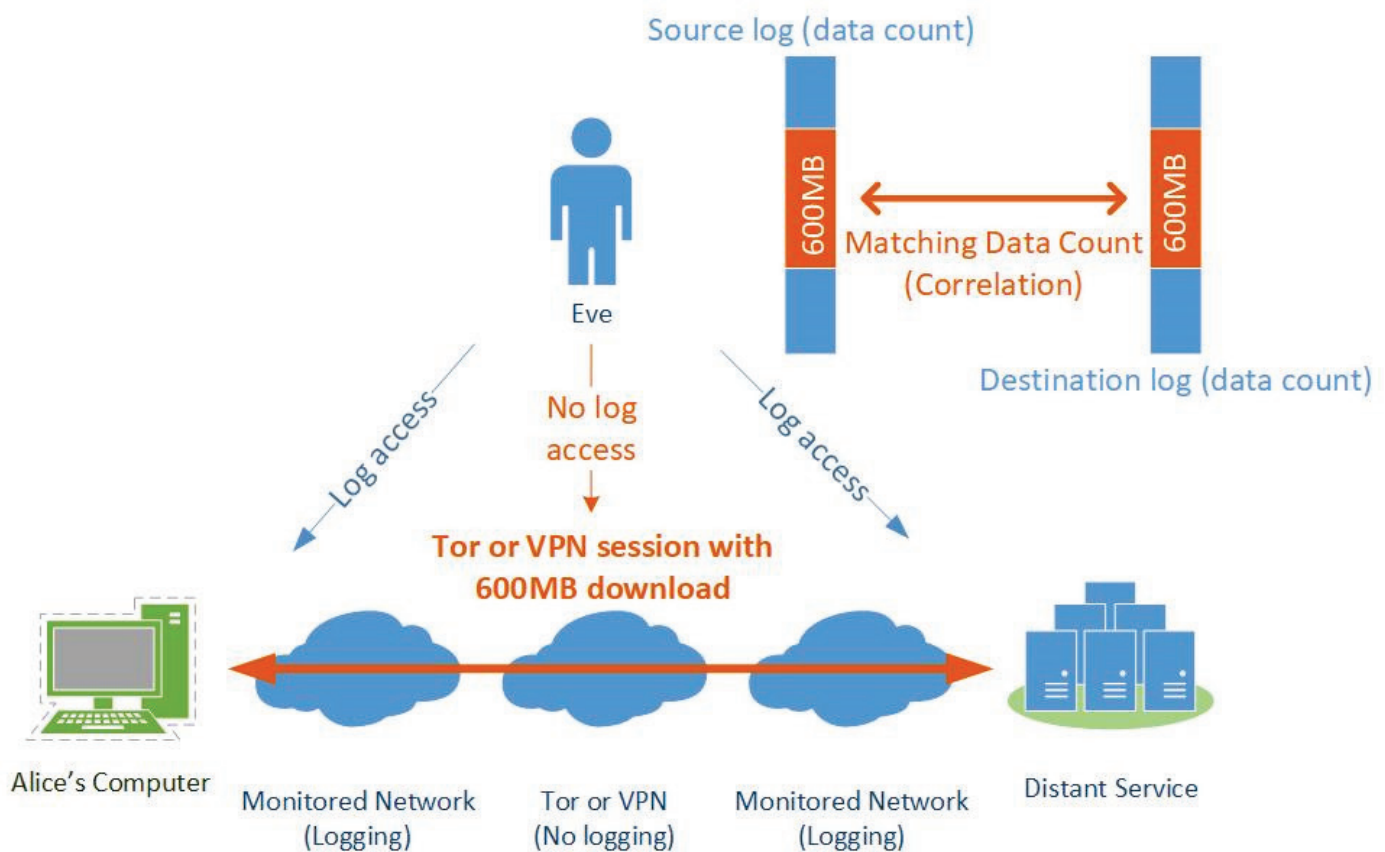 Source log (data count)
600MB
600MB
Matching Data Count
(Correlation)
Destination log (data count)
Eve
Log access
No log
access
Log access
Tor or VPN session with
600MB download
Alice's Computer
Monitored Network
(Logging)
Tor or VPN
(No logging)
Monitored Network
(Logging)
Distant Service